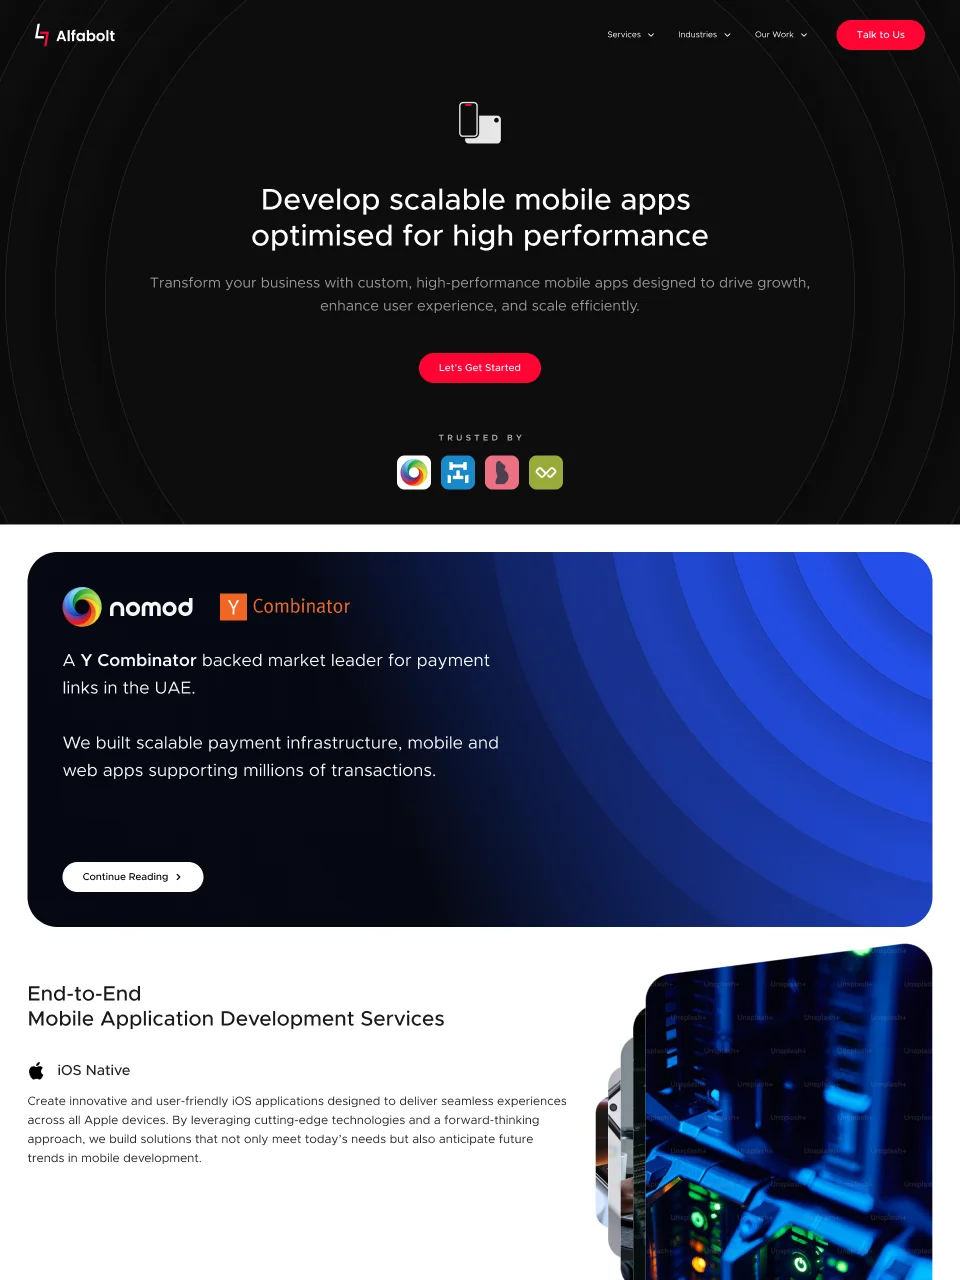 Alfabolt
Services
Industries
Our Work
Talk to Us
Develop scalable mobile apps
optimised for high performance
Transform your business with custom, high-performance mobile apps designed to drive growth,
enhance user experience, and scale efficiently.
Let's Get Started
TRUSTED BY
nomod
Y Combinator
A Y Combinator backed market leader for payment
links in the UAE.
We built scalable payment infrastructure, mobile and
web apps supporting millions of transactions.
Continue Reading
End-to-End
Mobile Application Development Services
iOS Native
Create innovative and user-friendly iOS applications designed to deliver seamless experiences
across all Apple devices. By leveraging cutting-edge technologies and a forward-thinking
approach, we build solutions that not only meet today's needs but also anticipate future
trends in mobile development.
Unsplash+